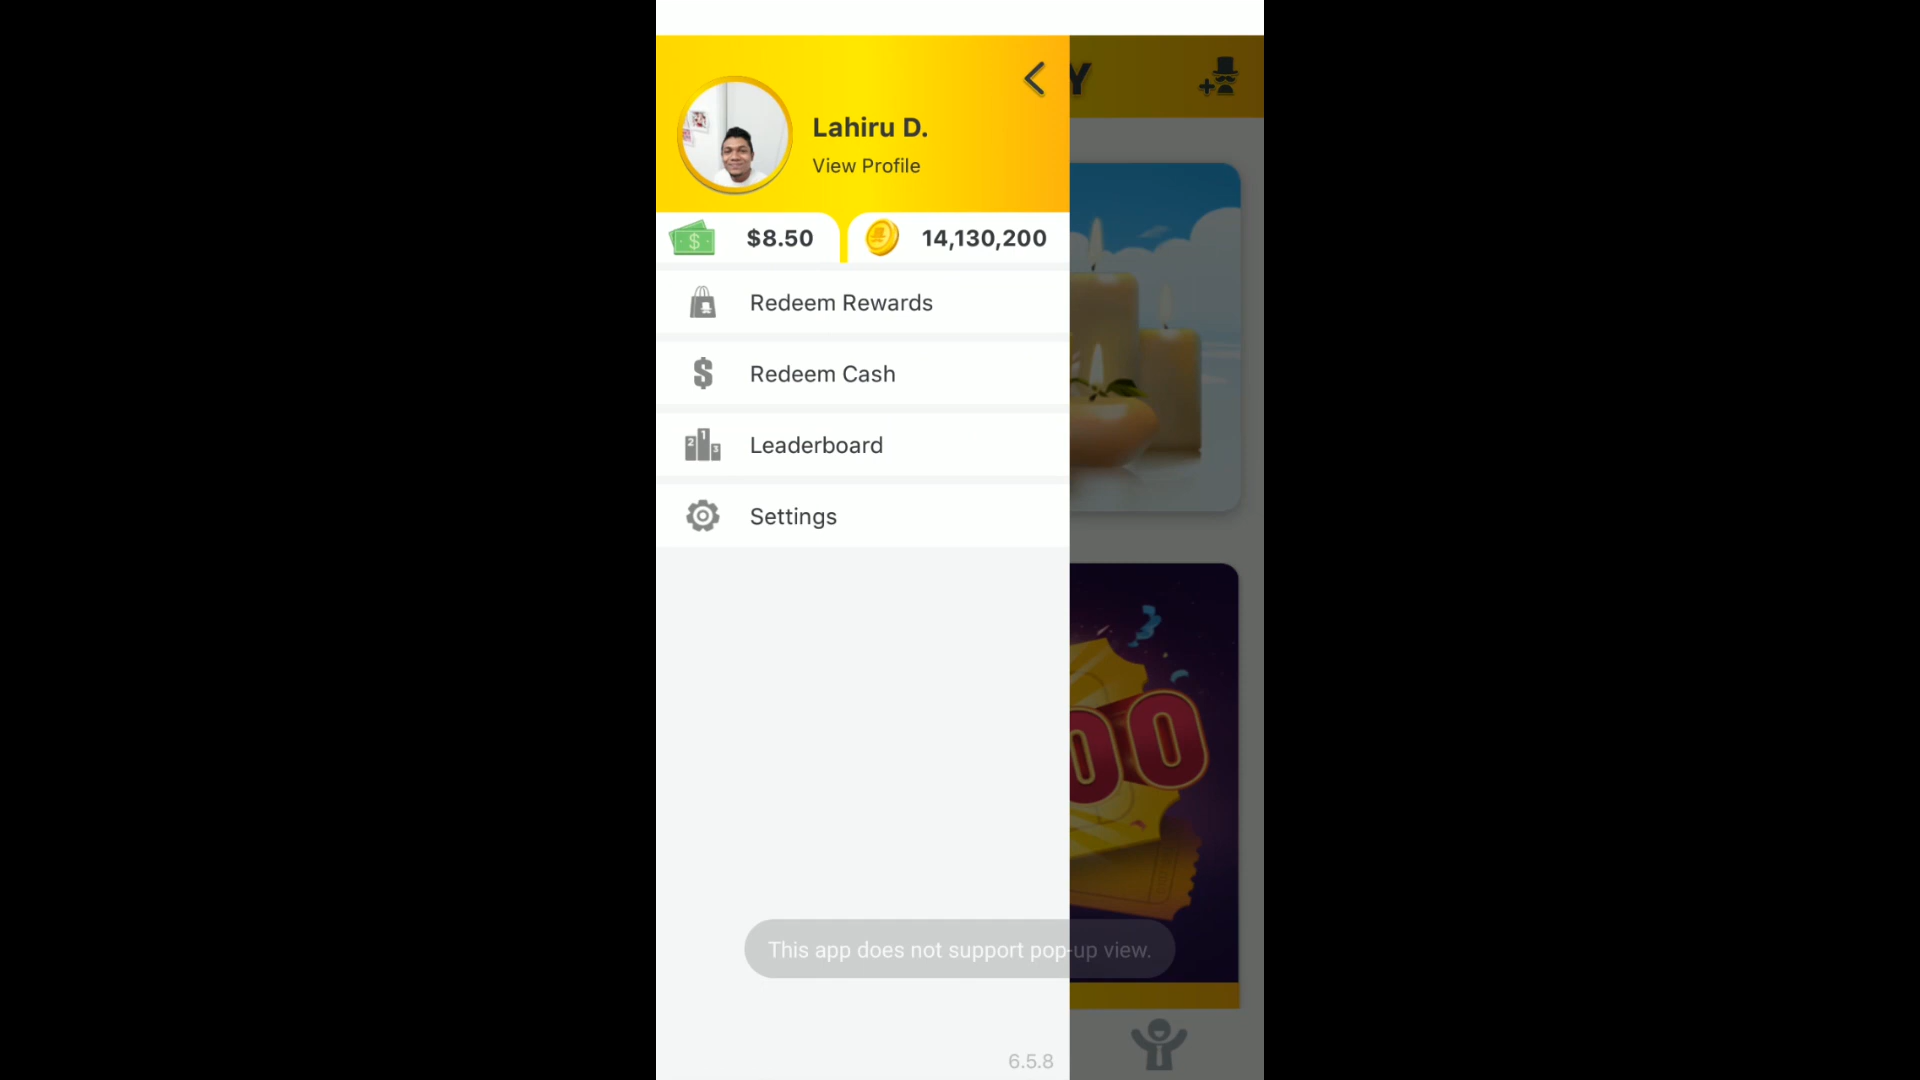 Y
Lahiru D.
View Profile
$8.50
14,130,200
Redeem Rewards
Redeem Cash
Leaderboard
Settings
00
This app does not support pop-up view.
6.5.8